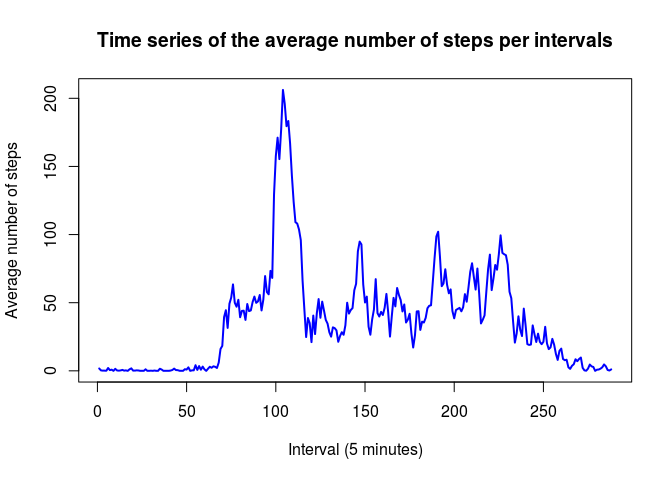 Time series of the average number of steps per intervals
Average number of steps
200
150
100
50
0
0 50 100 150 200 250
Interval (5 minutes)